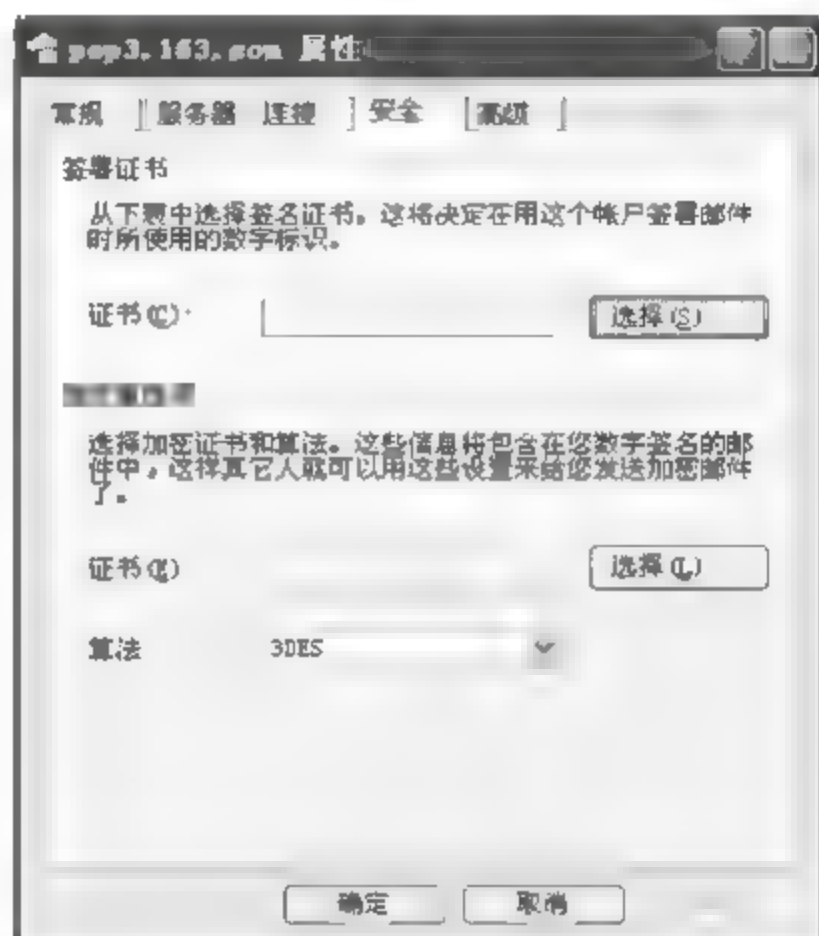 pop3.163.com 属性
常规 服务器 连接 安全 高级
签署证书
从下表中选择签名证书。这将决定在用这个帐户签署邮件
时所使用的数字标识。
证书(C):
选择(S)
选择加密证书和算法。这些信息将包含在您数字签名的邮
件中，这样其它人就可以用这些设置来给您发送加密邮件
了。
证书(E)
选择(L)
算法
3DES
确定 取消